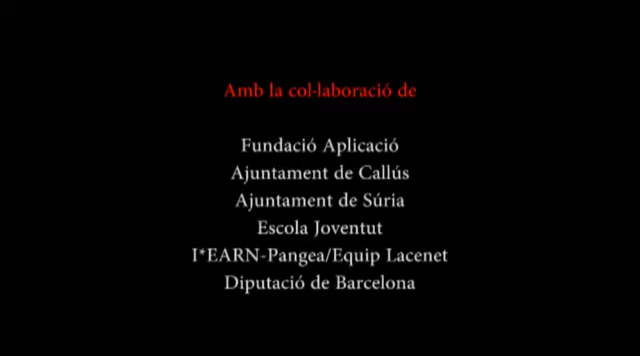 Amb la col·laboració de
Fundació Aplicació
Ajuntament de Callús
Ajuntament de Súria
Escola Joventut
I*EARN-Pangea/Equip Lacenet
Diputació de Barcelona